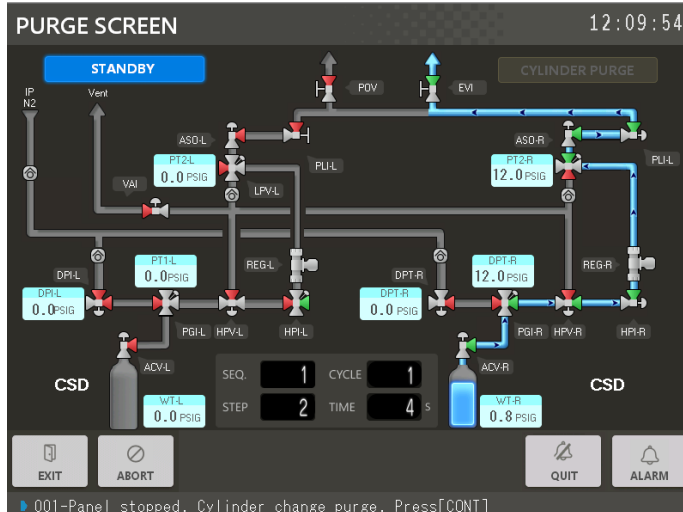 PURGE SCREEN
12:09:54
STANDBY
CYLINDER PURGE
IP
N2
Vent
POV
EVI
ASO-L
ASO-R
PT2-L
0.0 PSIG
PLI-L
PT2-R
12.0 PSIG
PLI-R
VAI
LPV-L
DPI-L
PT1-L
0.0PSIG
REG-L
DPT-R
DPT-R
12.0 PSIG
REG-R
DPI-L
0.0PSIG
DPT-R
0.0 PSIG
PGI-L
HPV-L
HPI-L
PGI-R
HPV-R
HPI-R
ACV-L
ACV-R
CSD
CSD
SEQ.
1
CYCLE
1
STEP
2
TIME
4
S
WT-L
0.0 PSIG
WT-R
0.8 PSIG
EXIT
ABORT
QUIT
ALARM
001-Panel stopped, Cylinder change purge, Press[CONT]